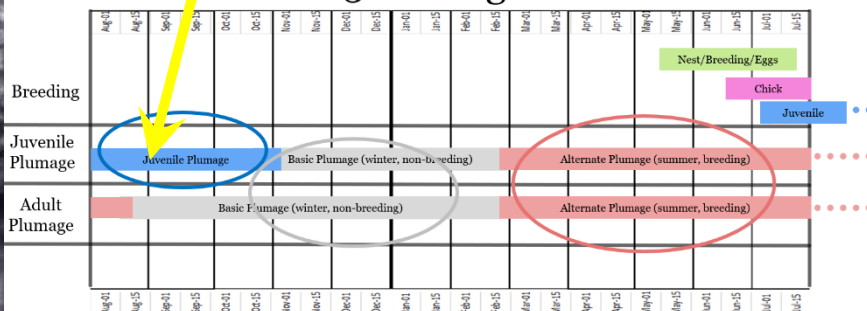 Aug-01 Aug-15 Sep-01 Sep-15 Oct-01 Oct-15 Nov-01 Nov-15 Dec-01 Dec-15 Jan-01 Jan-15 Feb-01 Feb-15 Mar-01 Mar-15 Apr-01 Apr-15 May-01 May-15 Jun-01 Jun-15 Jul-01 Jul-15
Nest/Breeding/Eggs
Breeding
Chick
Juvenile
Juvenile
Plumage
Juvenile Plumage
Basic Plumage (winter, non-breeding)
Alternate Plumage (summer, breeding)
Adult
Plumage
Basic Plumage (winter, non-breeding)
Alternate Plumage (summer, breeding)
Aug-01 Aug-15 Sep-01 Sep-15 Oct-01 Oct-15 Nov-01 Nov-15 Dec-01 Dec-15 Jan-01 Jan-15 Feb-01 Feb-15 Mar-01 Mar-15 Apr-01 Apr-15 May-01 May-15 Jun-01 Jun-15 Jul-01 Jul-15